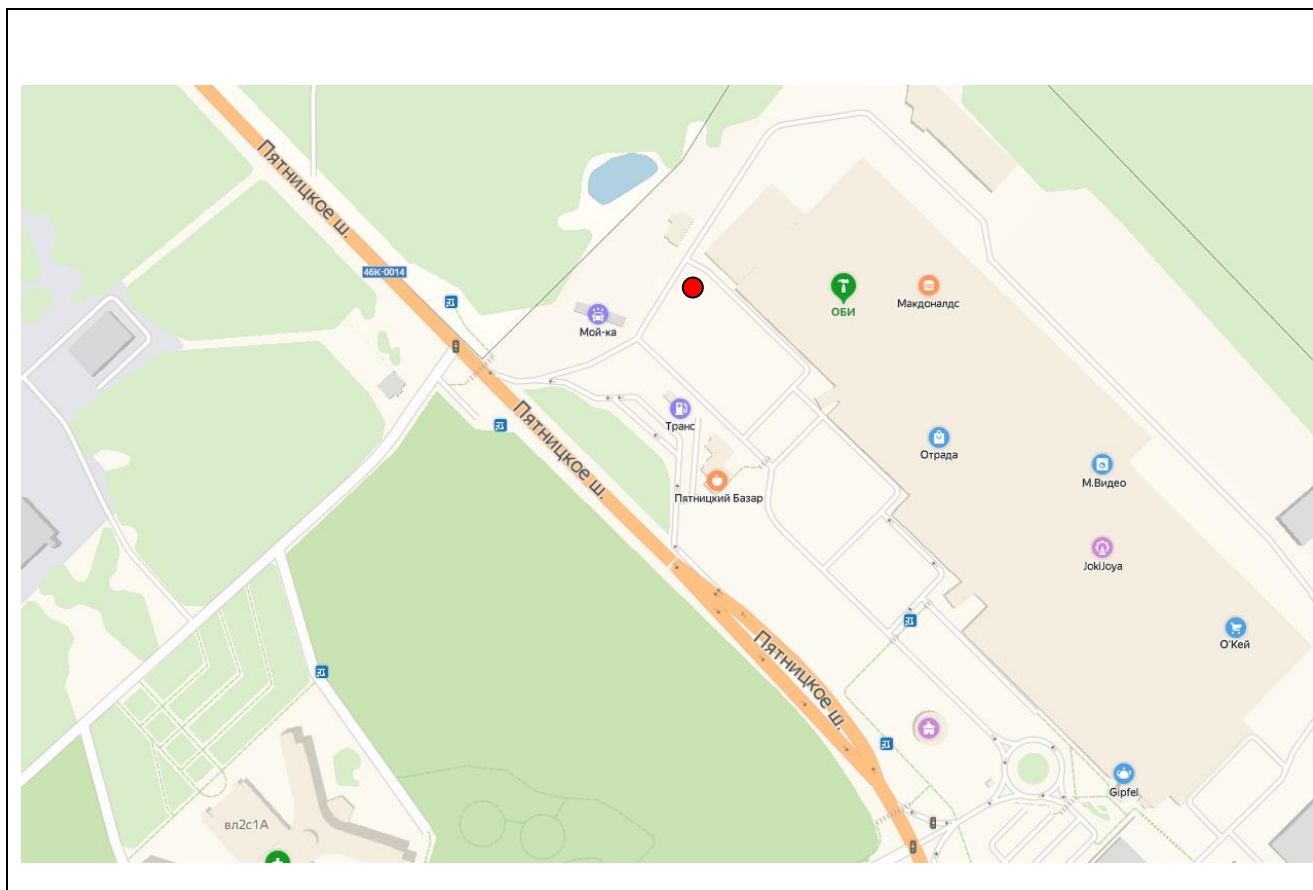 Пятницкое ш.
46К-0014
Мой-ка
ОБИ
Макдоналдс
Пятницкое ш.
Транс
Отрада
М.Видео
Пятницкий Базар
JokiJoya
О'Кей
Пятницкое ш.
Gipfel
вл2с1А